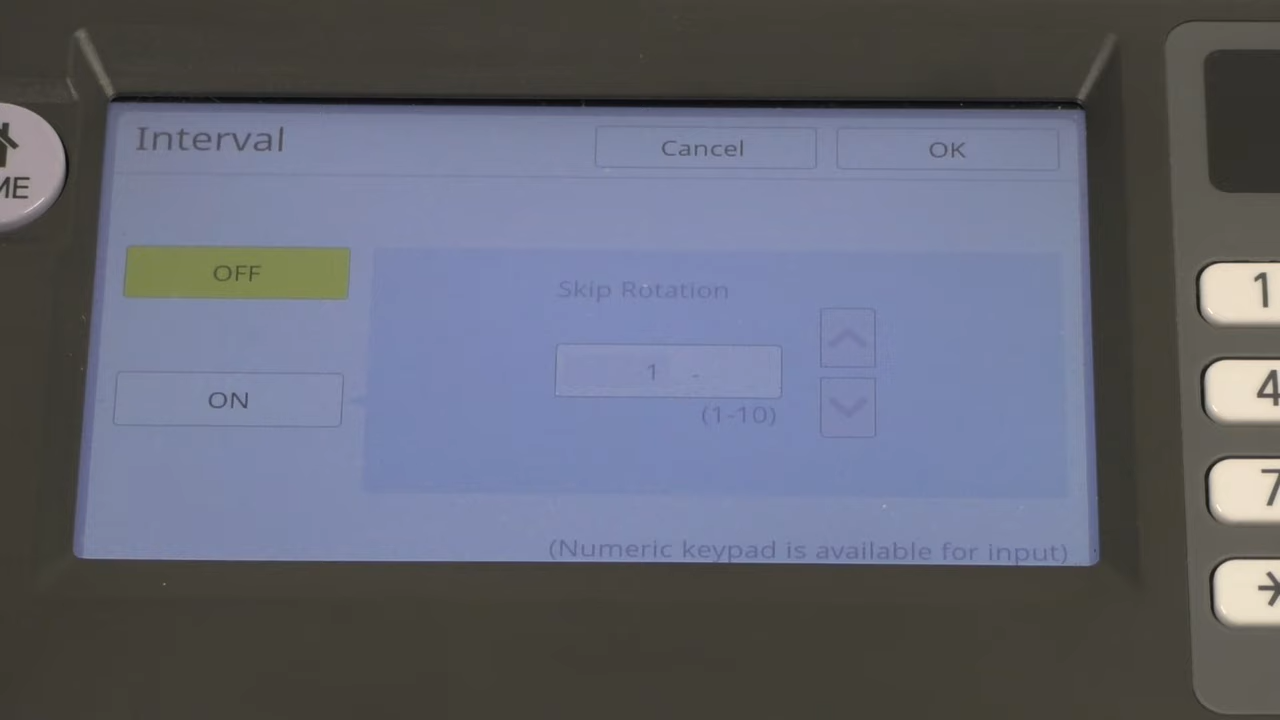 Interval
Cancel
OK
ME
OFF
Skip Rotation
1
1 -
4
ON
(1-10)
7
(Numeric keypad is available for input)
*